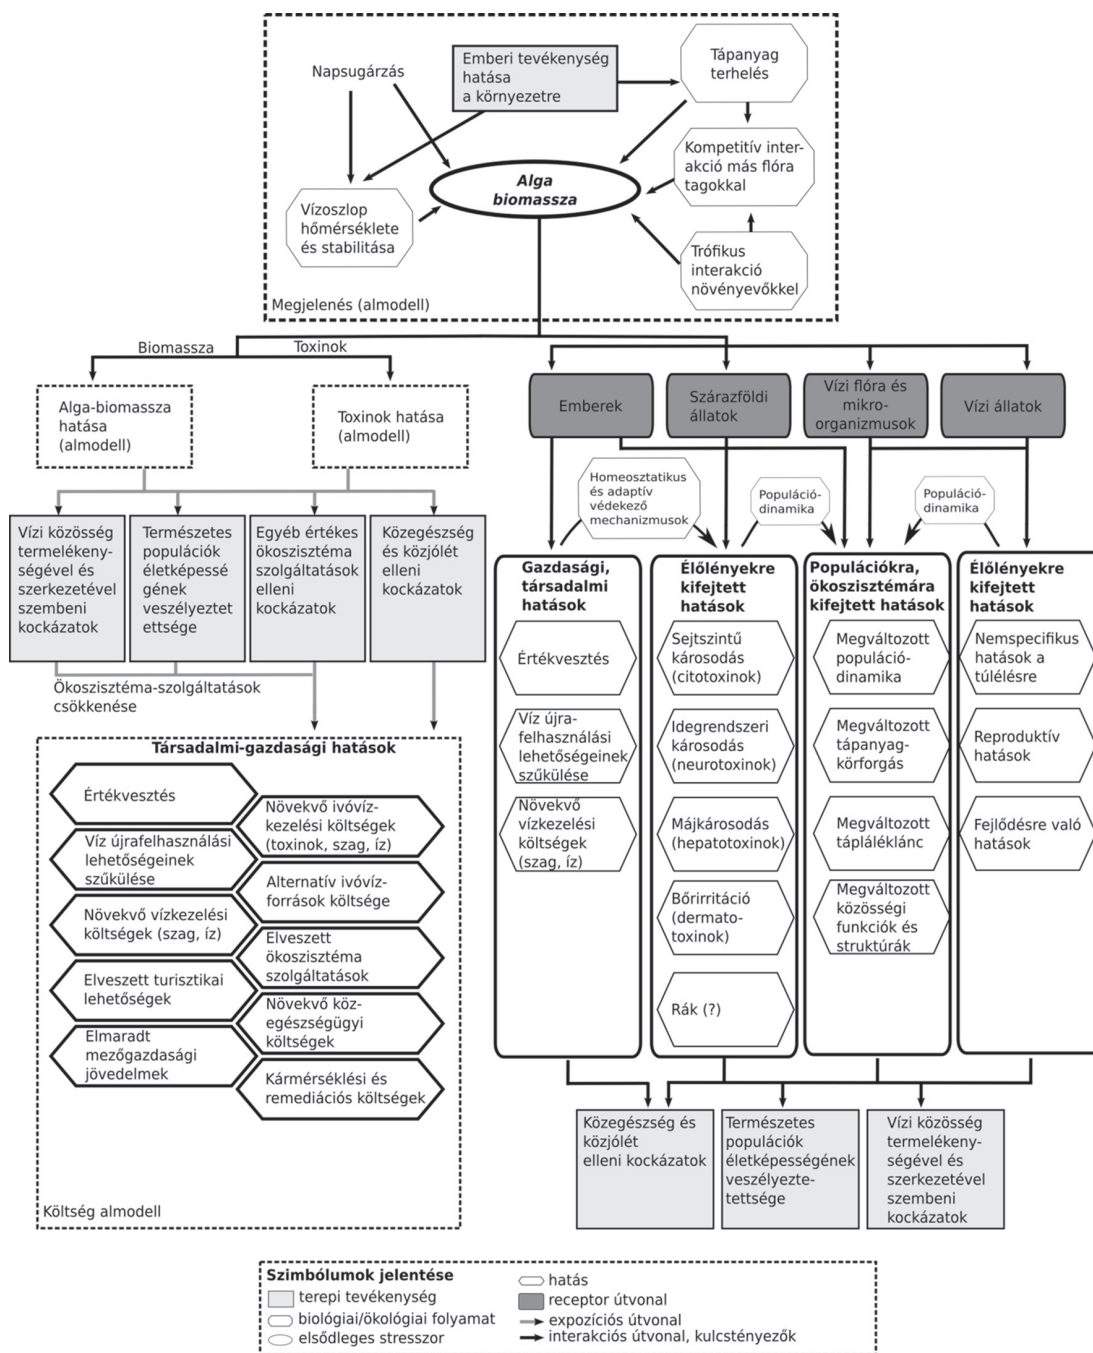 Napsugárzás
Emberi tevékenység
hatása
a környezetre
Tápanyag
terhelés
Kompetitív inter-
akció más flóra
tagokkal
Alga
biomassza
Vízoszlop
hőmérséklete
és stabilitása
Trófikus
interakció
növényevőkkel
Megjelenés (almodell)
Biomassza
Toxinok
Alga-biomassza
hatása
(almodell)
Toxinok hatása
(almodell)
Emberek
Szárazföldi
állatok
Vízi flóra és
mikro-
organizmusok
Vízi állatok
Homeosztatikus
és adaptív
védekező
mechanizmusok
Populáció-
dinamika
Populáció-
dinamika
Vízi közösség
termelékeny-
ségével és
szerkezetével
szembeni
kockázatok
Természetes
populációk
életképessé
gének
veszélyeztet
ettsége
Egyéb értékes
ökoszisztéma
szolgáltatások
elleni
kockázatok
Közegészség
és közjólét
elleni
kockázatok
Ökoszisztéma-szolgáltatások
csökkenése
Társadalmi-gazdasági hatások
Értékvesztés
Növekvő ivóvíz-
kezelési költségek
(toxinok, szag, íz)
Víz újrafelhasználási
lehetőségeinek
szűkülése
Alternatív ivóvíz-
források költsége
Növekvő vízkezelési
költségek (szag, íz)
Elveszett
ökoszisztéma
szolgáltatások
Elveszett turisztikai
lehetőségek
Növekvő köz-
egészségügyi
költségek
Elmaradt
mezőgazdasági
jövedelmek
Kármérséklési és
remediációs költségek
Költség almodell
Gazdasági,
társadalmi
hatások
Értékvesztés
Víz újra-
felhasználási
lehetőségeinek
szűkülése
Növekvő
vízkezelési
költségek
(szag, íz)
Élőlényekre
kifejtett
hatások
Sejtszintű
károsodás
(citotoxinok)
Idegrendszeri
károsodás
(neurotoxinok)
Májkárosodás
(hepatotoxinok)
Bőrirritáció
(dermato-
toxinok)
Rák (?)
Populációkra,
ökoszisztémára
kifejtett hatások
Megváltozott
populáció-
dinamika
Megváltozott
tápanyag-
körforgás
Megváltozott
tápláléklánc
Megváltozott
közösségi
funkciók és
struktúrák
Élőlényekre
kifejtett
hatások
Nemspecifikus
hatások a
túlélésre
Reproduktív
hatások
Fejlődésre való
hatások
Közegészség és
közjólét
elleni kockázatok
Természetes
populációk
életképességének
veszélyezte-
tettsége
Vízi közösség
termelékeny-
ségével és
szerkezetével
szembeni
kockázatok
Szimbólumok jelentése
terepi tevékenység
biológiai/ökológiai folyamat
elsődleges stresszor
hatás
receptor útvonal
expozíciós útvonal
interakciós útvonal, kulcstényezők